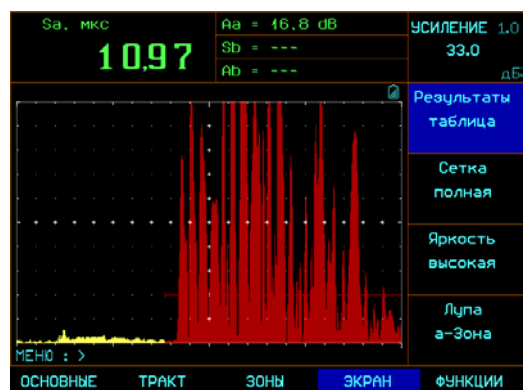 Sa, мкс
10,97
Aa = 16,8 dB
Sb = ---
Ab = ---
УСИЛЕНИЕ 1.0
33.0
дБ
Результаты
таблица
Сетка
полная
Яркость
высокая
Лупа
а-Зона
МЕНЮ : >
ОСНОВНЫЕ ТРАКТ ЗОНЫ ЭКРАН ФУНКЦИИ